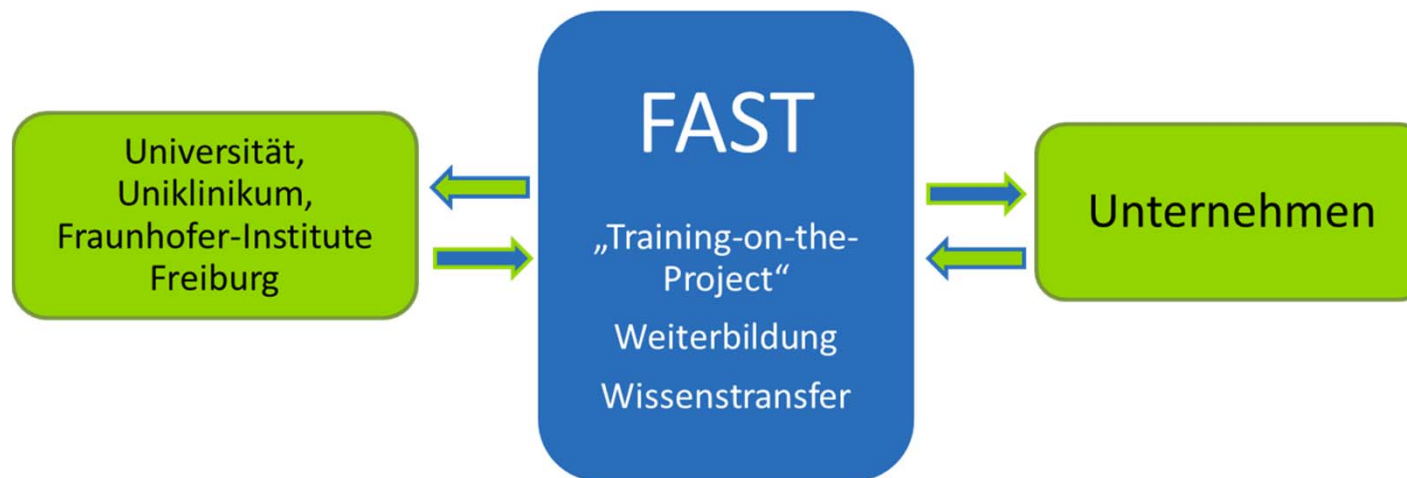 Universität,
Uniklinikum,
Fraunhofer-Institute
Freiburg
FAST
„Training-on-the-
Project“
Weiterbildung
Wissenstransfer
Unternehmen